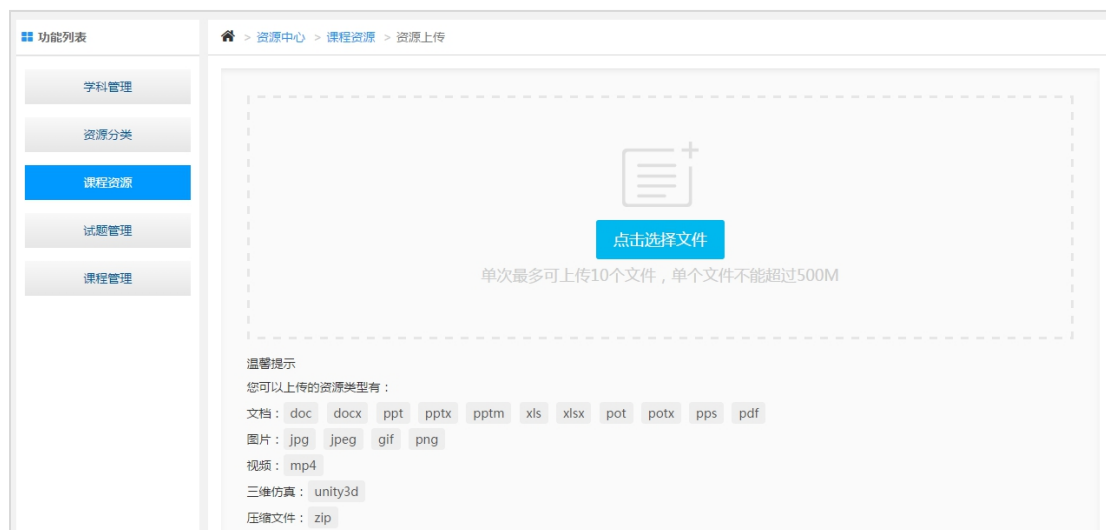 功能列表
学科管理
资源分类
课程资源
试题管理
课程管理
> 资源中心 > 课程资源 > 资源上传
点击选择文件
单次最多可上传10个文件，单个文件不能超过500M
温馨提示
您可以上传的资源类型有：
文档： doc docx ppt pptx pptm xls xlsx pot potx pps pdf
图片： jpg jpeg gif png
视频： mp4
三维仿真： unity3d
压缩文件： zip